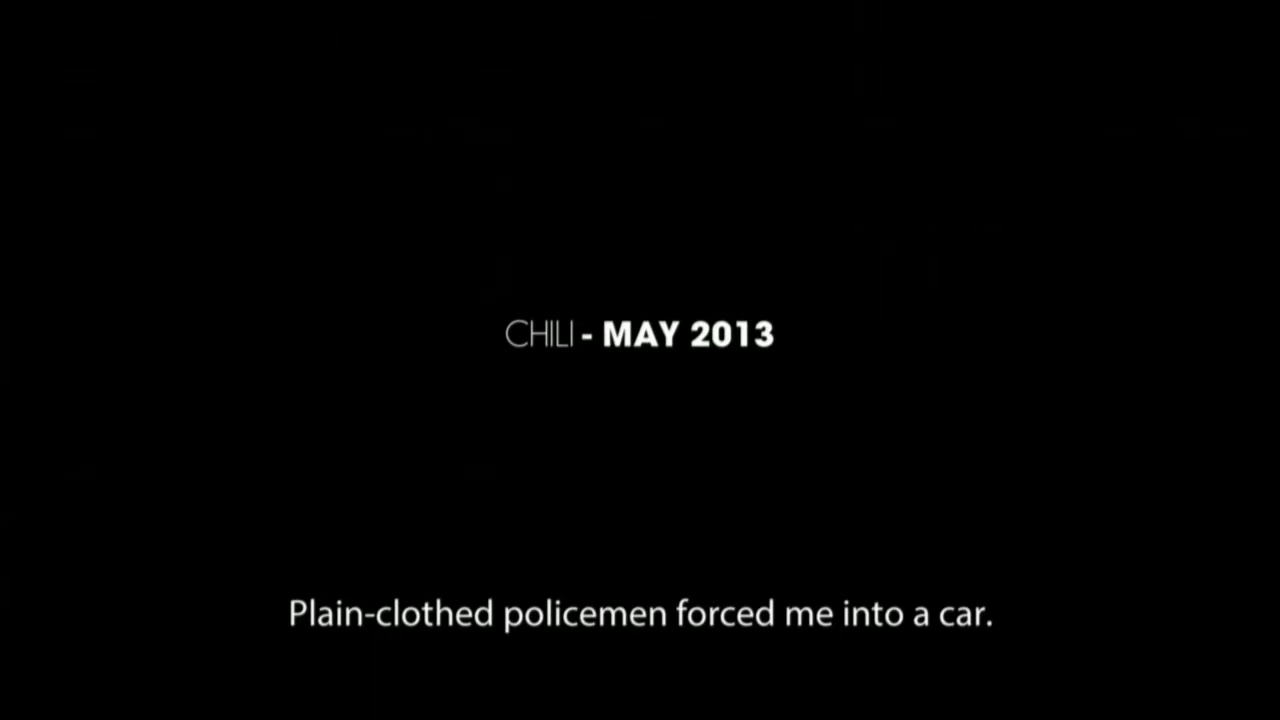 CHILI - MAY 2013
Plain-clothed policemen forced me into a car.